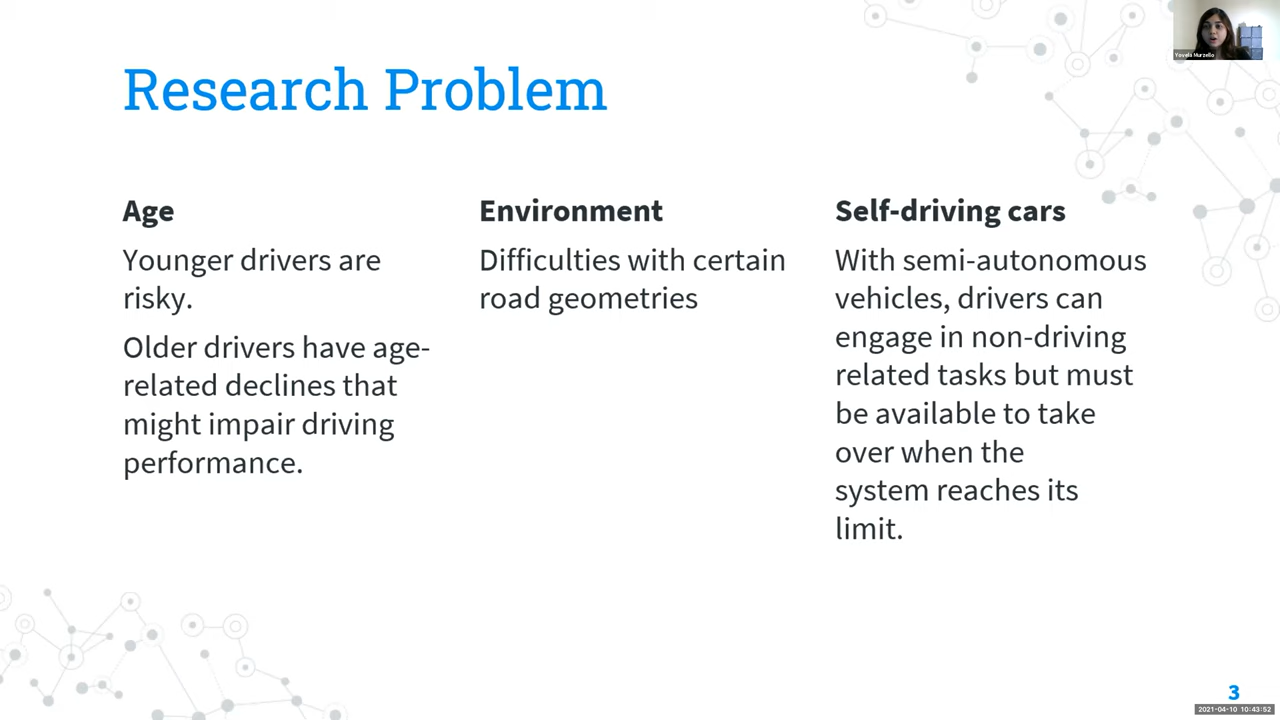 Research Problem
Age
Younger drivers are
risky.
Older drivers have age-
related declines that
might impair driving
performance.
Environment
Difficulties with certain
road geometries
Self-driving cars
With semi-autonomous
vehicles, drivers can
engage in non-driving
related tasks but must
be available to take
over when the
system reaches its
limit.
Yovela Murzello
3
2021-04-10 10:43:52